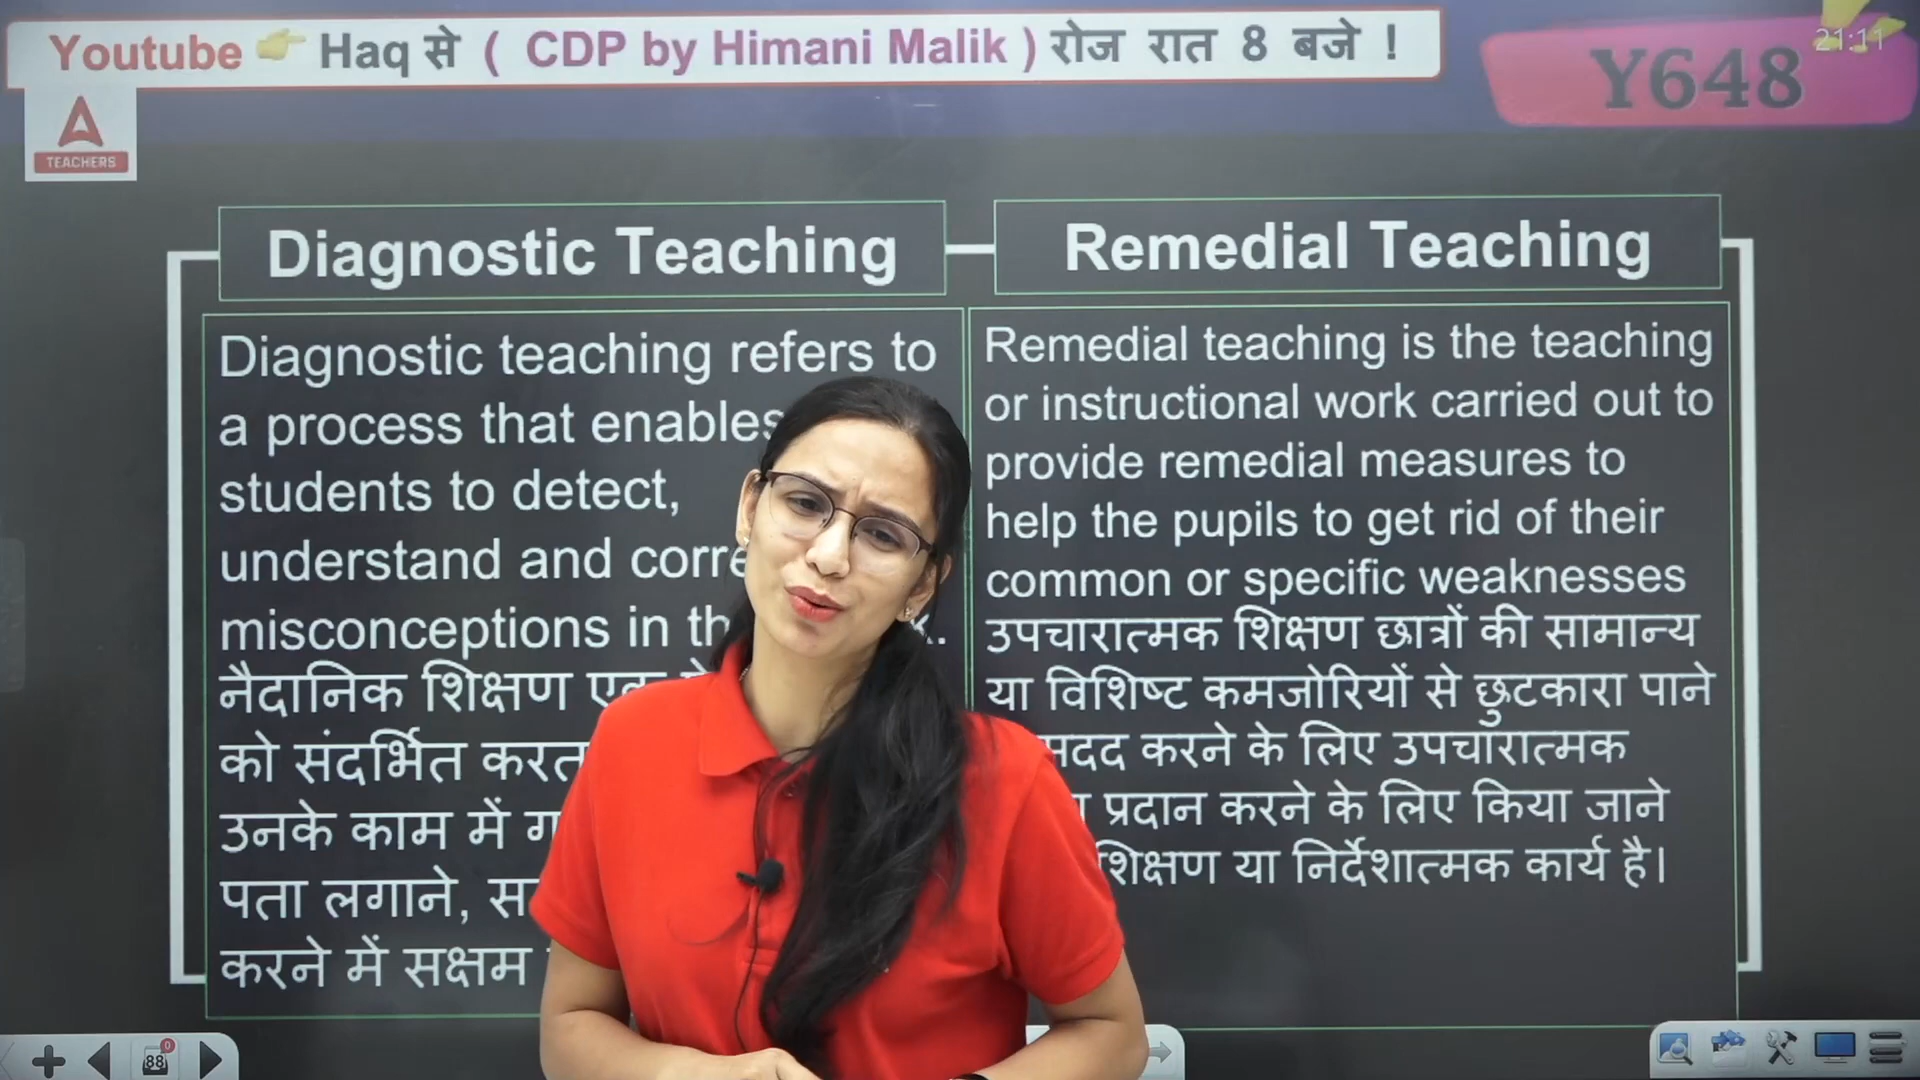 Youtube 👉 Haq से ( CDP by Himani Malik ) रोज रात 8 बजे !
21:11
Y648
A
TEACHERS
Diagnostic Teaching
Diagnostic teaching refers to
a process that enables
students to detect,
understand and corre
misconceptions in th
नैदानिक शिक्षण
को संदर्भित करत
उनके काम में
पता लगाने,
करने में सक्षम
Remedial Teaching
Remedial teaching is the teaching
or instructional work carried out to
provide remedial measures to
help the pupils to get rid of their
common or specific weaknesses
उपचारात्मक शिक्षण छात्रों की सामान्य
या विशिष्ट कमजोरियों से छुटकारा पाने
मदद करने के लिए उपचारात्मक
प्रदान करने के लिए किया जाने
शिक्षण या निर्देशात्मक कार्य है।
88
0